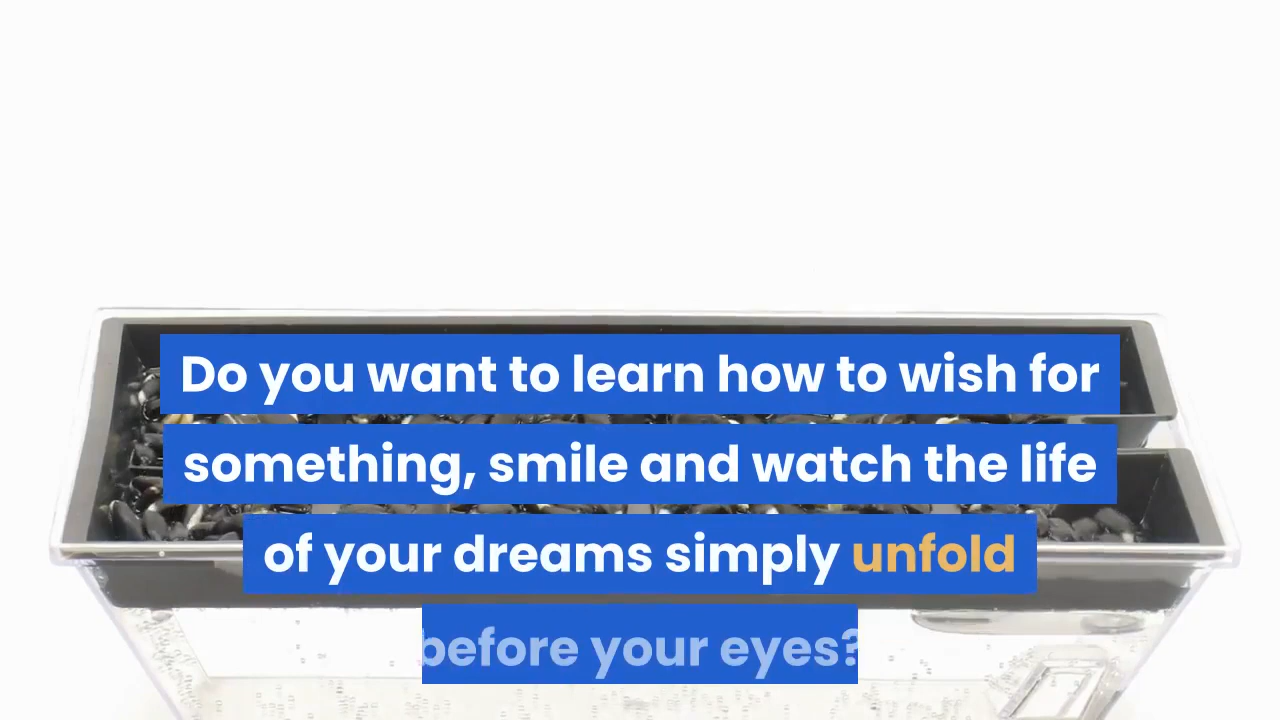 Do you want to learn how to wish for
something, smile and watch the life
of your dreams simply unfold
before your eyes?